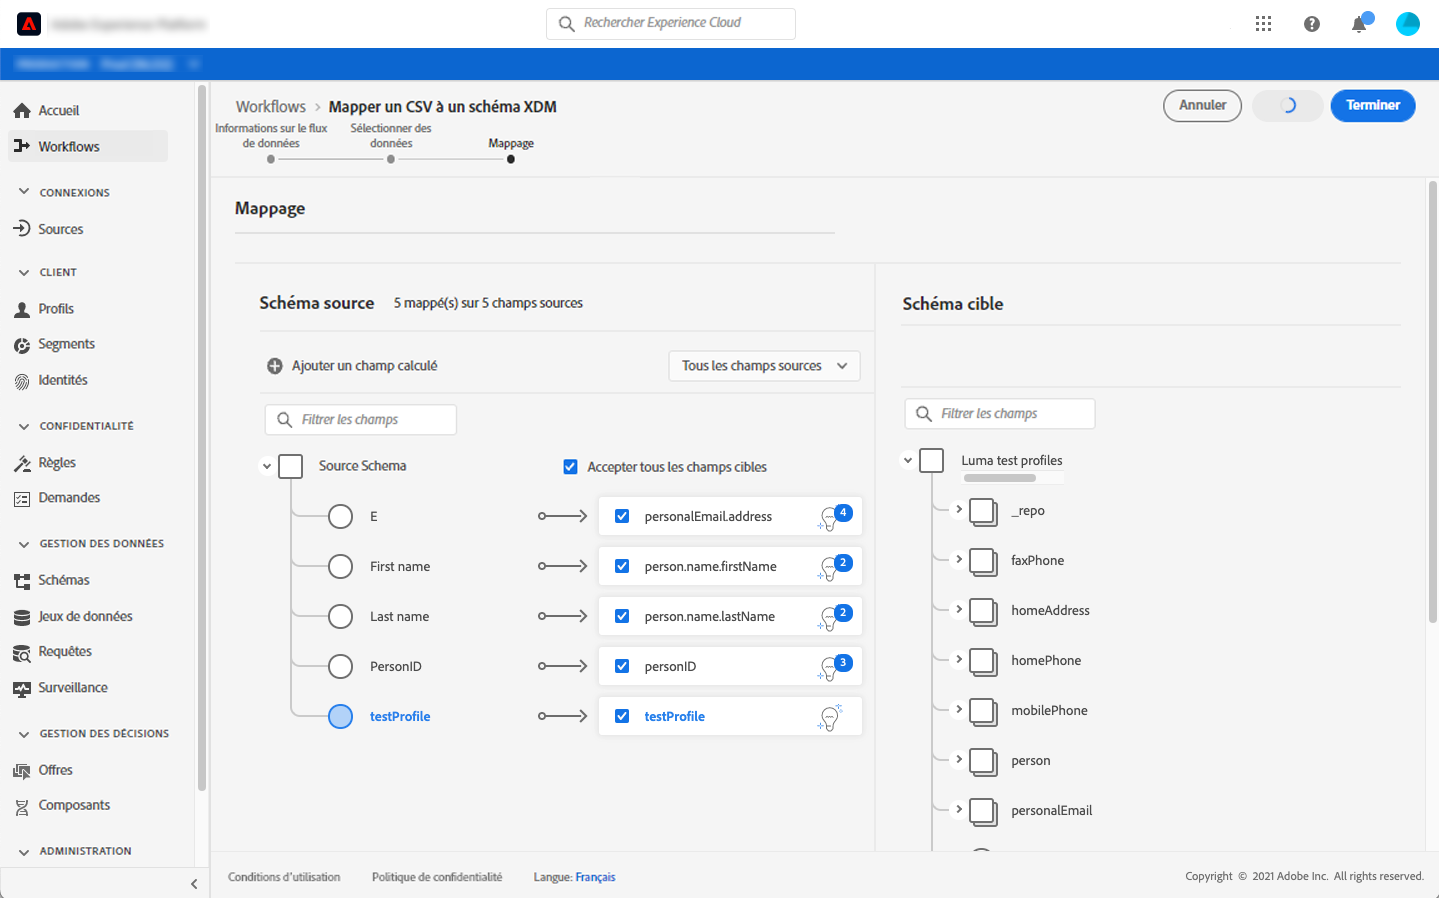 Rechercher Experience Cloud
Accueil
Workflows
CONNEXIONS
Sources
CLIENT
Profils
Segments
Identités
CONFIDENTIALITÉ
Règles
Demandes
GESTION DES DONNÉES
Schémas
Jeux de données
Requêtes
Surveillance
GESTION DES DÉCISIONS
Offres
Composants
ADMINISTRATION
Workflows > Mapper un CSV à un schéma XDM
Annuler
Terminer
Informations sur le flux
de données
Sélectionner des
données
Mappage
Mappage
Schéma source
5 mappé(s) sur 5 champs sources
Ajouter un champ calculé
Tous les champs sources
Filtrer les champs
Source Schema
Accepter tous les champs cibles
E
personalEmail.address
4
First name
person.name.firstName
2
Last name
person.name.lastName
2
PersonID
personID
3
testProfile
testProfile
Schéma cible
Filtrer les champs
Luma test profiles
_repo
faxPhone
homeAddress
homePhone
mobilePhone
person
personalEmail
Conditions d'utilisation
Politique de confidentialité
Langue: Français
Copyright © 2021 Adobe Inc. All rights reserved.